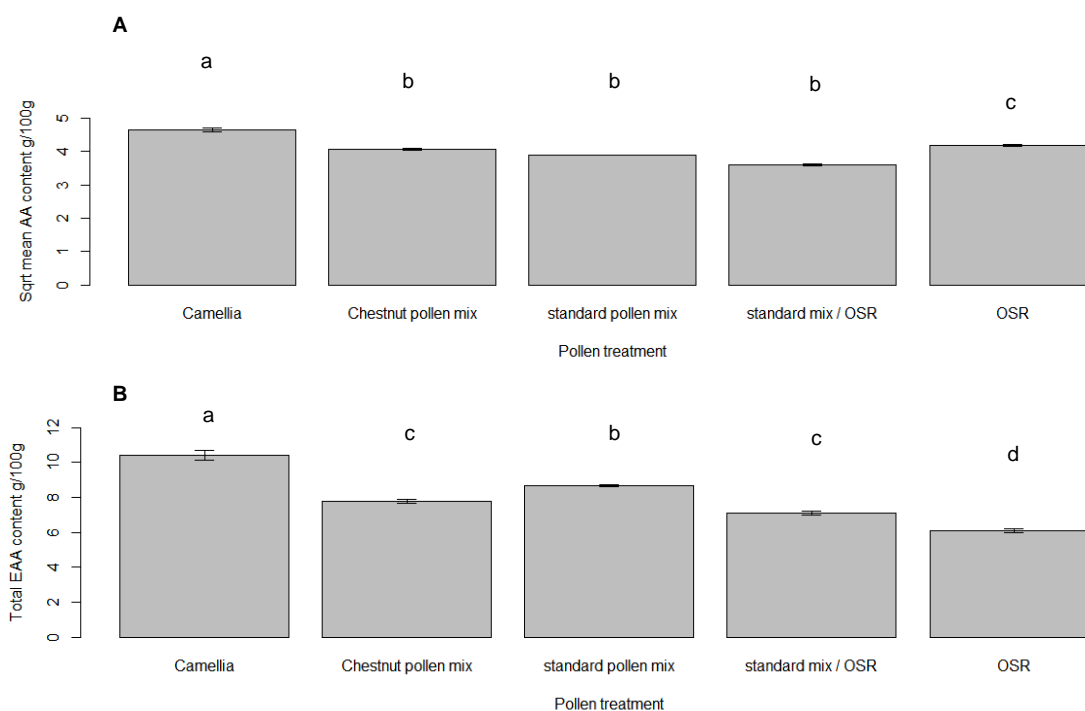 A
a b b b c
Sqrt mean AA content g/100g
5
4
3
2
1
0
Camellia Chestnut pollen mix standard pollen mix standard mix / OSR OSR
Pollen treatment
B
a c b c d
Total EAA content g/100g
12
10
8
6
4
2
0
Camellia Chestnut pollen mix standard pollen mix standard mix / OSR OSR
Pollen treatment